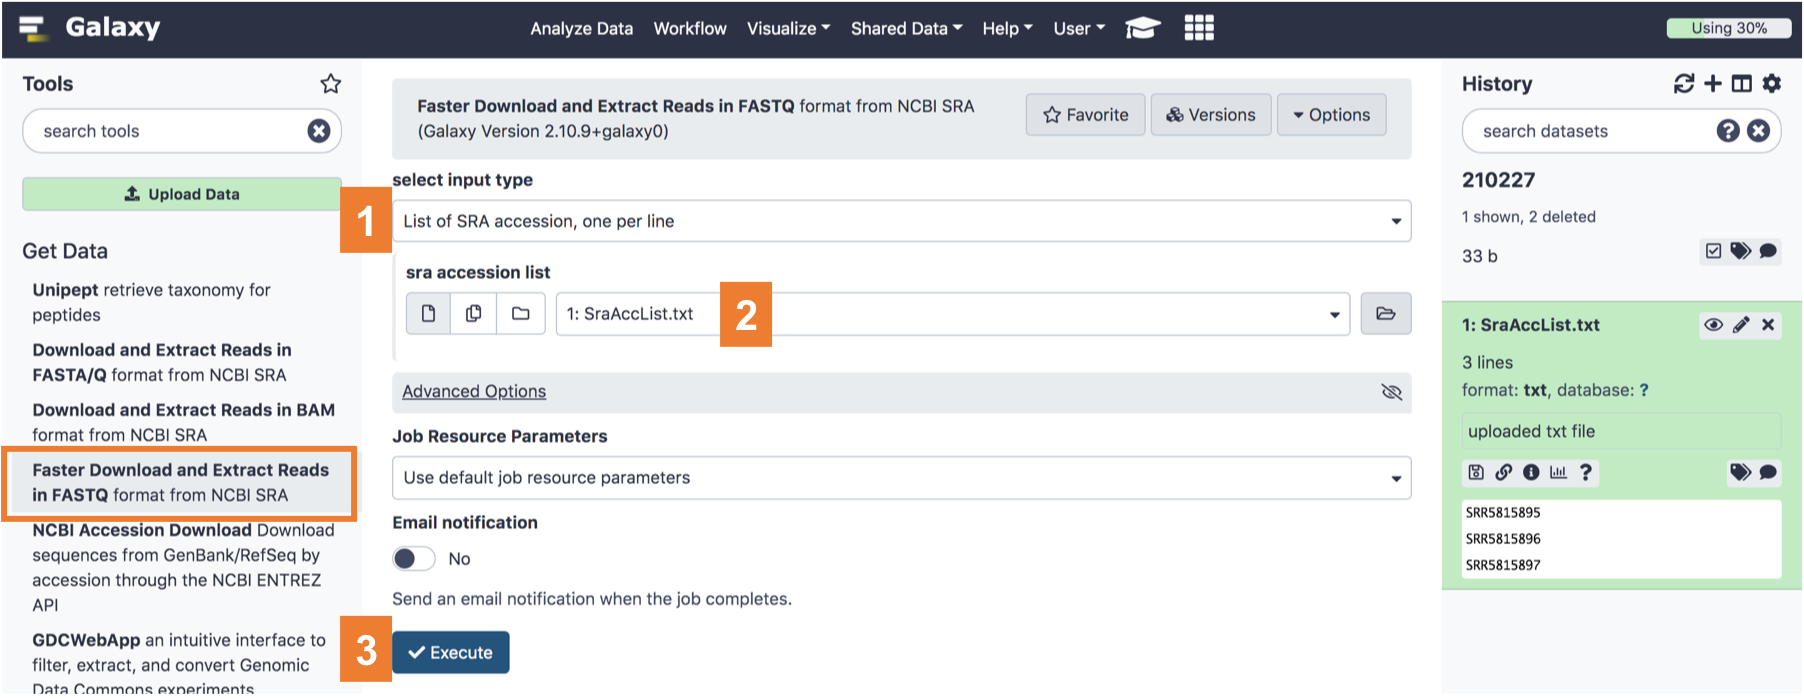 Galaxy
Analyze Data Workflow Visualize Shared Data Help User
Using 30%
Tools
search tools
Upload Data
Get Data
Unipept retrieve taxonomy for
peptides
Download and Extract Reads in
FASTA/Q format from NCBI SRA
Download and Extract Reads in BAM
format from NCBI SRA
Faster Download and Extract Reads
in FASTQ format from NCBI SRA
NCBI Accession Download Download
sequences from GenBank/RefSeq by
accession through the NCBI ENTREZ
API
GDCWebApp an intuitive interface to
filter, extract, and convert Genomic
Data Commons experiments
Faster Download and Extract Reads in FASTQ format from NCBI SRA
(Galaxy Version 2.10.9+galaxy0)
Favorite Versions Options
select input type
1
List of SRA accession, one per line
sra accession list
1: SraAccList.txt
2
Advanced Options
Job Resource Parameters
Use default job resource parameters
Email notification
No
Send an email notification when the job completes.
3
Execute
History
search datasets
210227
1 shown, 2 deleted
33 b
1: SraAccList.txt
3 lines
format: txt, database: ?
uploaded txt file
SRR5815895
SRR5815896
SRR5815897